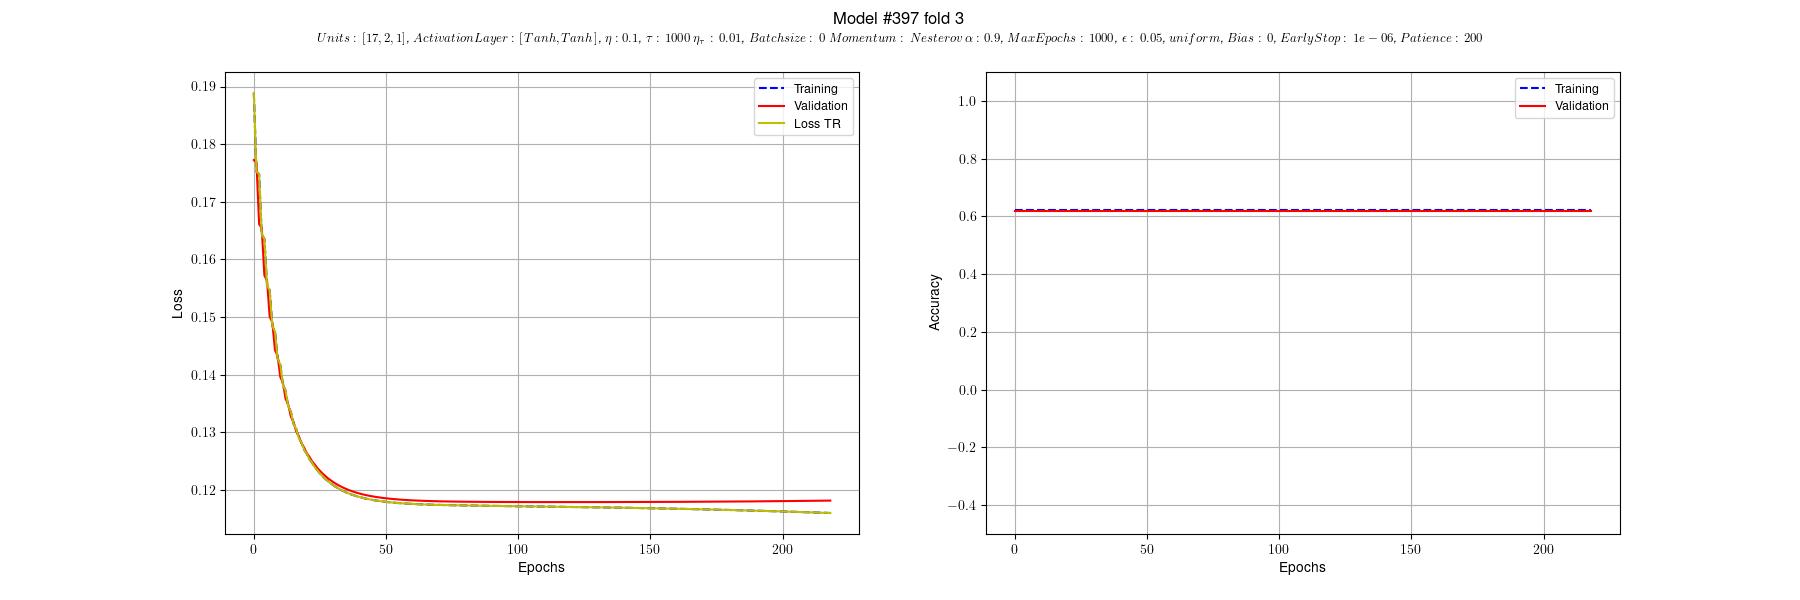 Model #397 fold 3
Units : [17, 2, 1], ActivationLayer : [Tanh, Tanh], η : 0.1, τ : 1000 ητ : 0.01, Batchsize : 0 Momentum : Nesterov α : 0.9, MaxEpochs : 1000, ϵ : 0.05, uniform, Bias : 0, EarlyStop : 1e − 06, Patience : 200
0.19
0.18
0.17
0.16
0.15
0.14
0.13
0.12
Loss
0
50
100
150
200
Epochs
Training
Validation
Loss TR
1.0
0.8
0.6
0.4
0.2
0.0
−0.2
−0.4
Accuracy
0
50
100
150
200
Epochs
Training
Validation